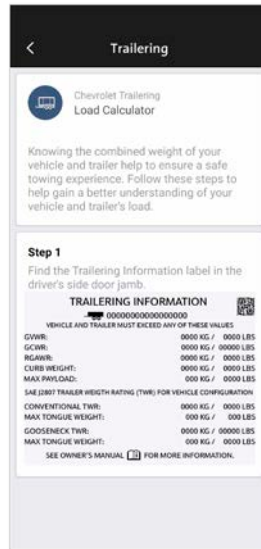 Trailering
Chevrolet Trailering
Load Calculator
Knowing the combined weight of your
vehicle and trailer help to ensure a safe
towing experience. Follow these steps to
help gain a better understanding of your
vehicle and trailer's load.
Step 1
Find the Trailering Information label in the
driver's side door jamb.
TRAILERING INFORMATION
00000000000000000
VEHICLE AND TRAILER MUST EXCEED ANY OF THESE VALUES
GVWR: 0000 KG / 0000 LBS
GCWR: 0000 KG / 00000 LBS
RGAWR: 0000 KG / 0000 LBS
CURB WEIGHT: 0000 KG / 0000 LBS
MAX PAYLOAD: 000 KG / 0000 LBS
SAE J2807 TRAILER WEIGTH RATING (TWR) FOR VEHICLE CONFIGURATION
CONVENTIONAL TWR: 0000 KG / 0000 LBS
MAX TONGUE WEIGHT: 000 KG / 000 LBS
GOOSENECK TWR: 0000 KG / 00000 LBS
MAX TONGUE WEIGHT: 000 KG / 0000 LBS
SEE OWNER'S MANUAL FOR MORE INFORMATION.